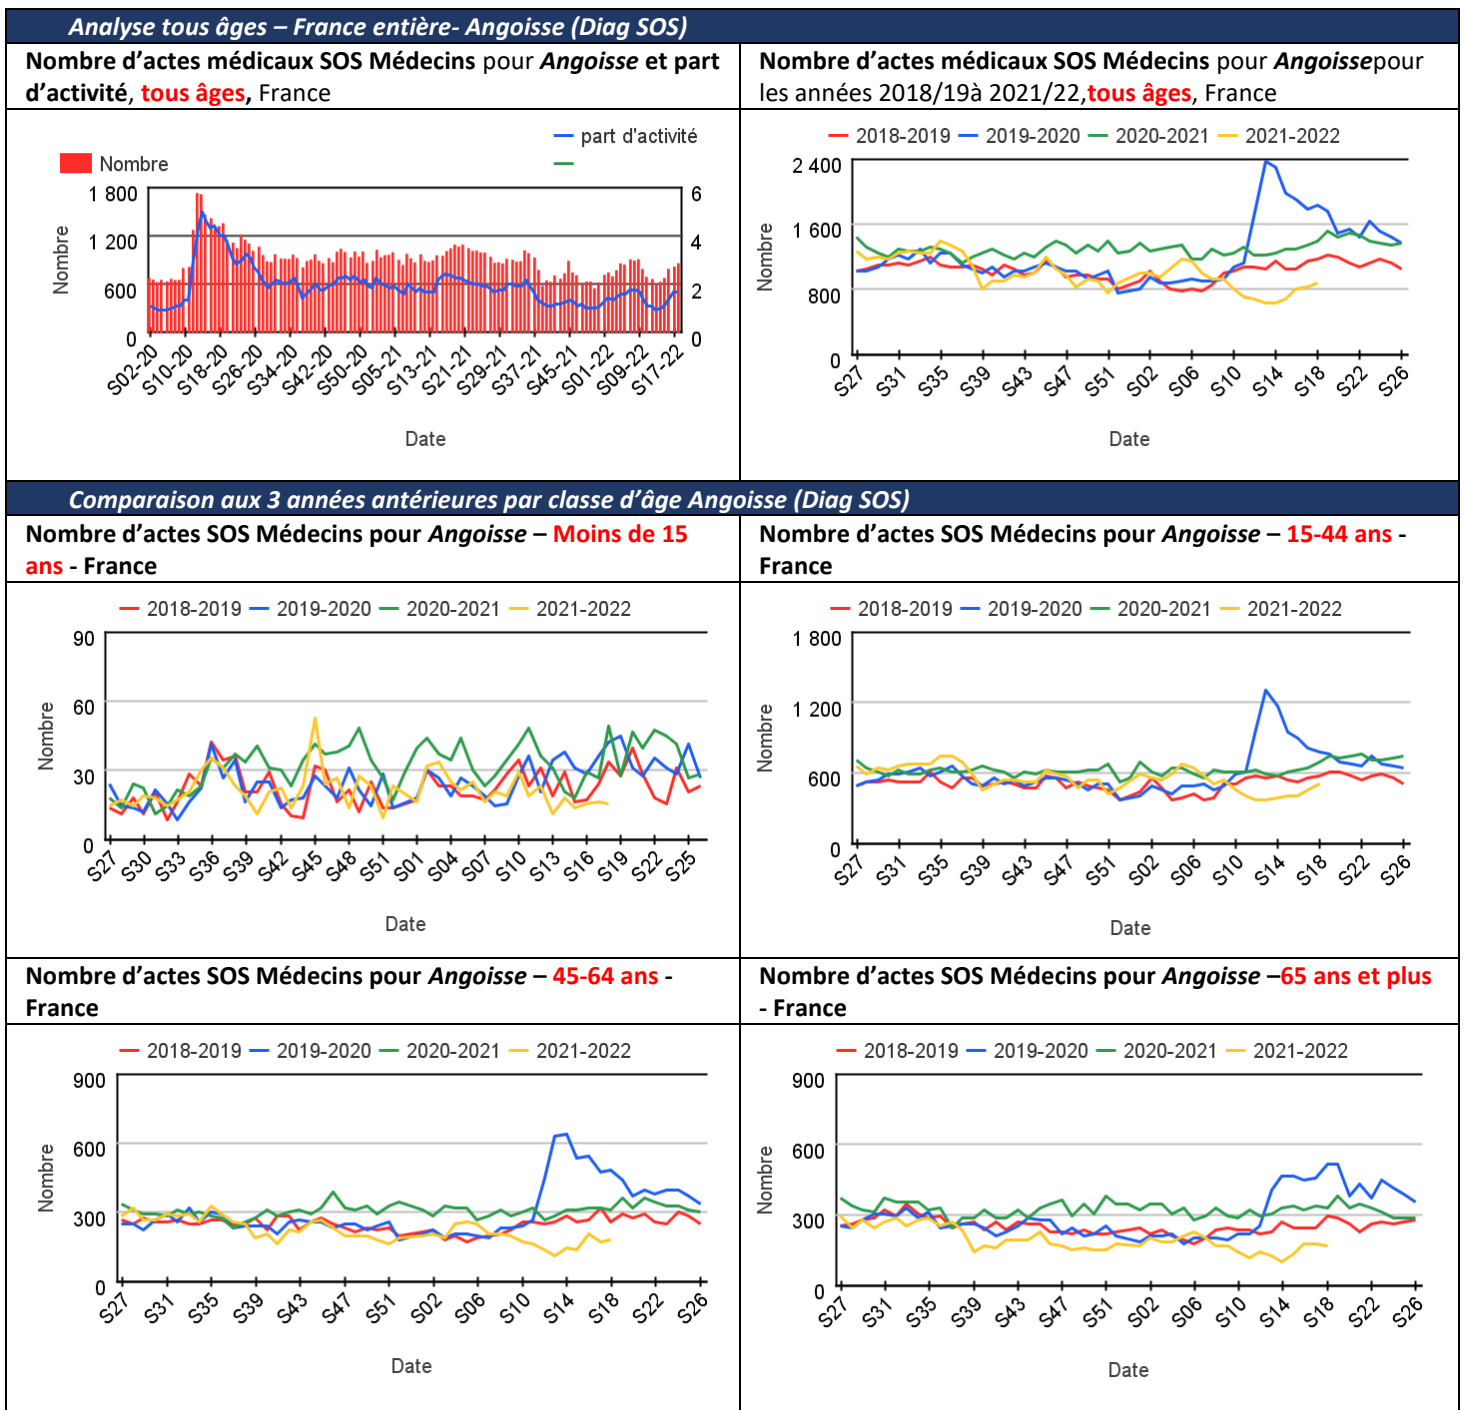 Analyse tous âges – France entière- Angoisse (Diag SOS)
Nombre d’actes médicaux SOS Médecins pour Angoisse et part
d’activité, tous âges, France
Nombre d’actes médicaux SOS Médecins pour Angoissepour
les années 2018/19à 2021/22,tous âges, France
part d'activité
Nombre
1 800
1 200
600
0
6
4
2
0
Nombre
S02-20 S10-20 S18-20 S26-20 S34-20 S42-20 S50-20 S05-21 S13-21 S21-21 S29-21 S37-21 S45-21 S01-22 S09-22 S17-22
Date
2018-2019 2019-2020 2020-2021 2021-2022
2 400
1 600
800
0
Nombre
S27 S31 S35 S39 S43 S47 S51 S02 S06 S10 S14 S18 S22 S26
Date
Comparaison aux 3 années antérieures par classe d’âge Angoisse (Diag SOS)
Nombre d’actes SOS Médecins pour Angoisse – Moins de 15
ans - France
Nombre d’actes SOS Médecins pour Angoisse – 15-44 ans -
France
2018-2019 2019-2020 2020-2021 2021-2022
90
60
30
0
Nombre
S27 S30 S33 S36 S39 S42 S45 S48 S51 S01 S04 S07 S10 S13 S16 S19 S22 S25
Date
2018-2019 2019-2020 2020-2021 2021-2022
1 800
1 200
600
0
Nombre
S27 S31 S35 S39 S43 S47 S51 S02 S06 S10 S14 S18 S22 S26
Date
Nombre d’actes SOS Médecins pour Angoisse – 45-64 ans -
France
Nombre d’actes SOS Médecins pour Angoisse –65 ans et plus
- France
2018-2019 2019-2020 2020-2021 2021-2022
900
600
300
0
Nombre
S27 S31 S35 S39 S43 S47 S51 S02 S06 S10 S14 S18 S22 S26
Date
2018-2019 2019-2020 2020-2021 2021-2022
900
600
300
0
Nombre
S27 S31 S35 S39 S43 S47 S51 S02 S06 S10 S14 S18 S22 S26
Date